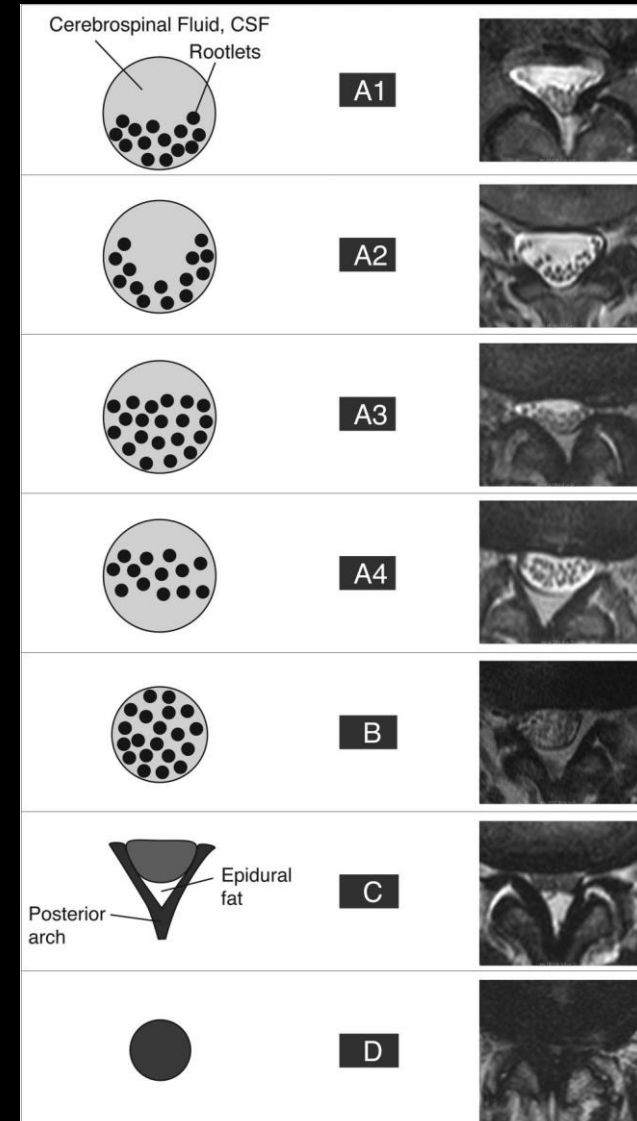 Cerebrospinal Fluid, CSF
Rootlets
A1
A2
A3
A4
B
Epidural
fat
Posterior
arch
C
D